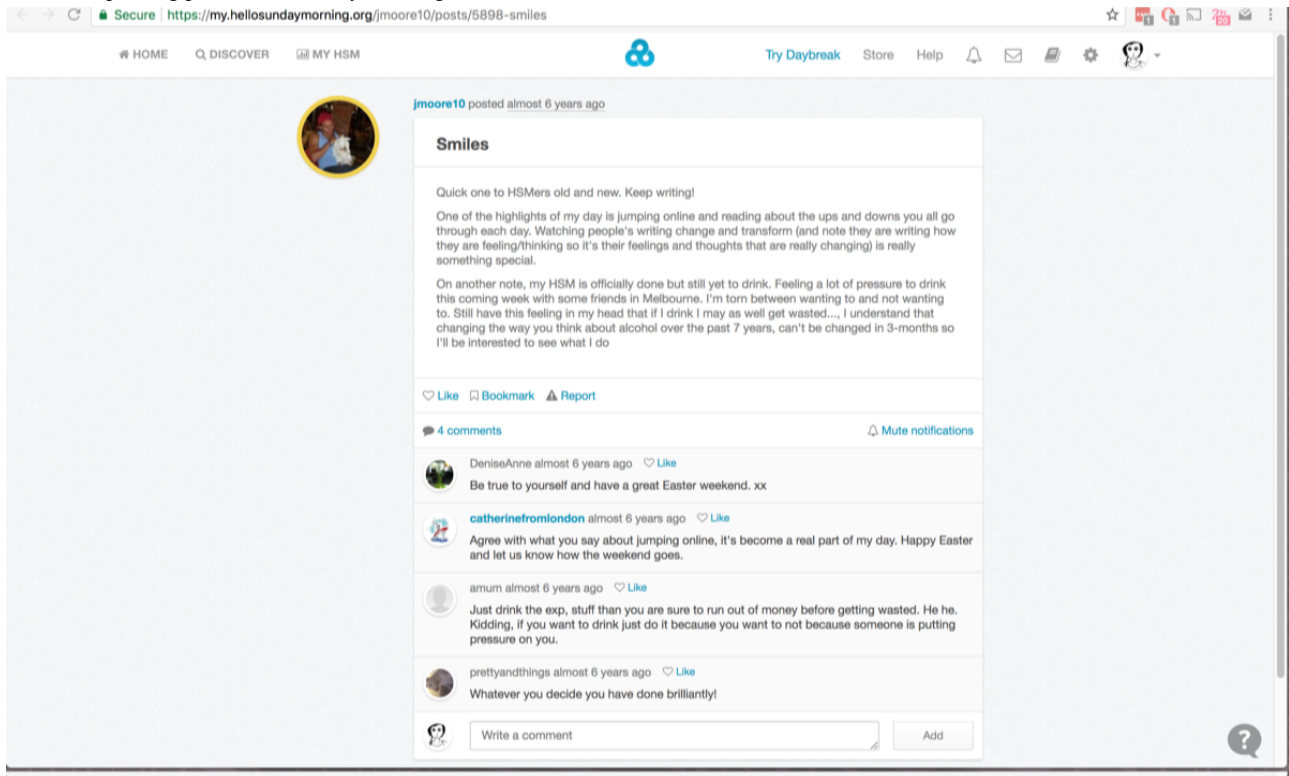 Secure https://my.hellosundaymorning.org/jmoore10/posts/5898-smiles
HOME DISCOVER MY HSM Try Daybreak Store Help
jmoore10 posted almost 6 years ago
Smiles
Quick one to HSMers old and new. Keep writing!
One of the highlights of my day is jumping online and reading about the ups and downs you all go
through each day. Watching people's writing change and transform (and note they are writing how
they are feeling/thinking so it's their feelings and thoughts that are really changing) is really
something special.
On another note, my HSM is officially done but still yet to drink. Feeling a lot of pressure to drink
this coming week with some friends in Melbourne. I'm torn between wanting to and not wanting
to. Still have this feeling in my head that if I drink I may as well get wasted..., I understand that
changing the way you think about alcohol over the past 7 years, can't be changed in 3-months so
I'll be interested to see what I do
Like Bookmark Report
4 comments Mute notifications
DeniseAnne almost 6 years ago Like
Be true to yourself and have a great Easter weekend. xx
catherinefromlondon almost 6 years ago Like
Agree with what you say about jumping online, it's become a real part of my day. Happy Easter
and let us know how the weekend goes.
amum almost 6 years ago Like
Just drink the exp, stuff than you are sure to run out of money before getting wasted. He he.
Kidding, if you want to drink just do it because you want to not because someone is putting
pressure on you.
prettyandthings almost 6 years ago Like
Whatever you decide you have done brilliantly!
Write a comment Add
?